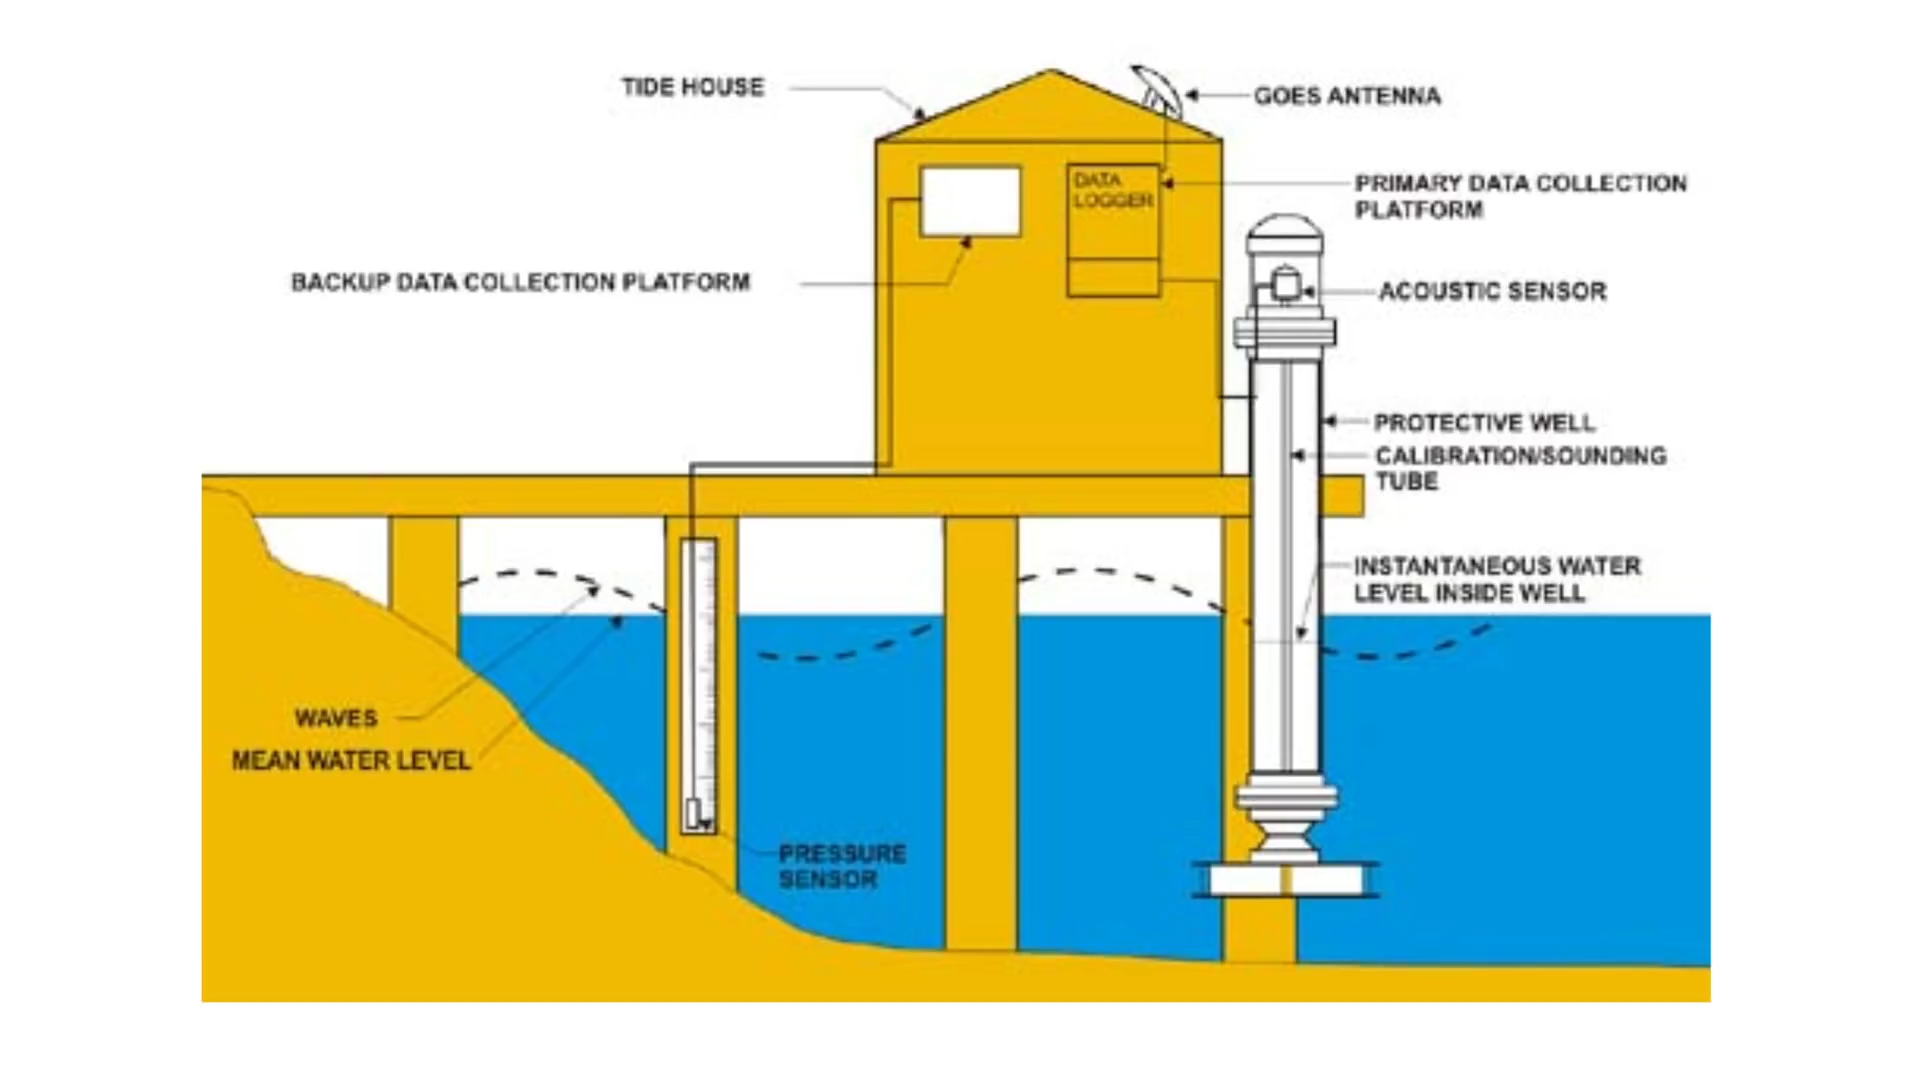 TIDE HOUSE
GOES ANTENNA
DATA
LOGGER
PRIMARY DATA COLLECTION
PLATFORM
BACKUP DATA COLLECTION PLATFORM
ACOUSTIC SENSOR
PROTECTIVE WELL
CALIBRATION/SOUNDING
TUBE
INSTANTANEOUS WATER
LEVEL INSIDE WELL
WAVES
MEAN WATER LEVEL
PRESSURE
SENSOR